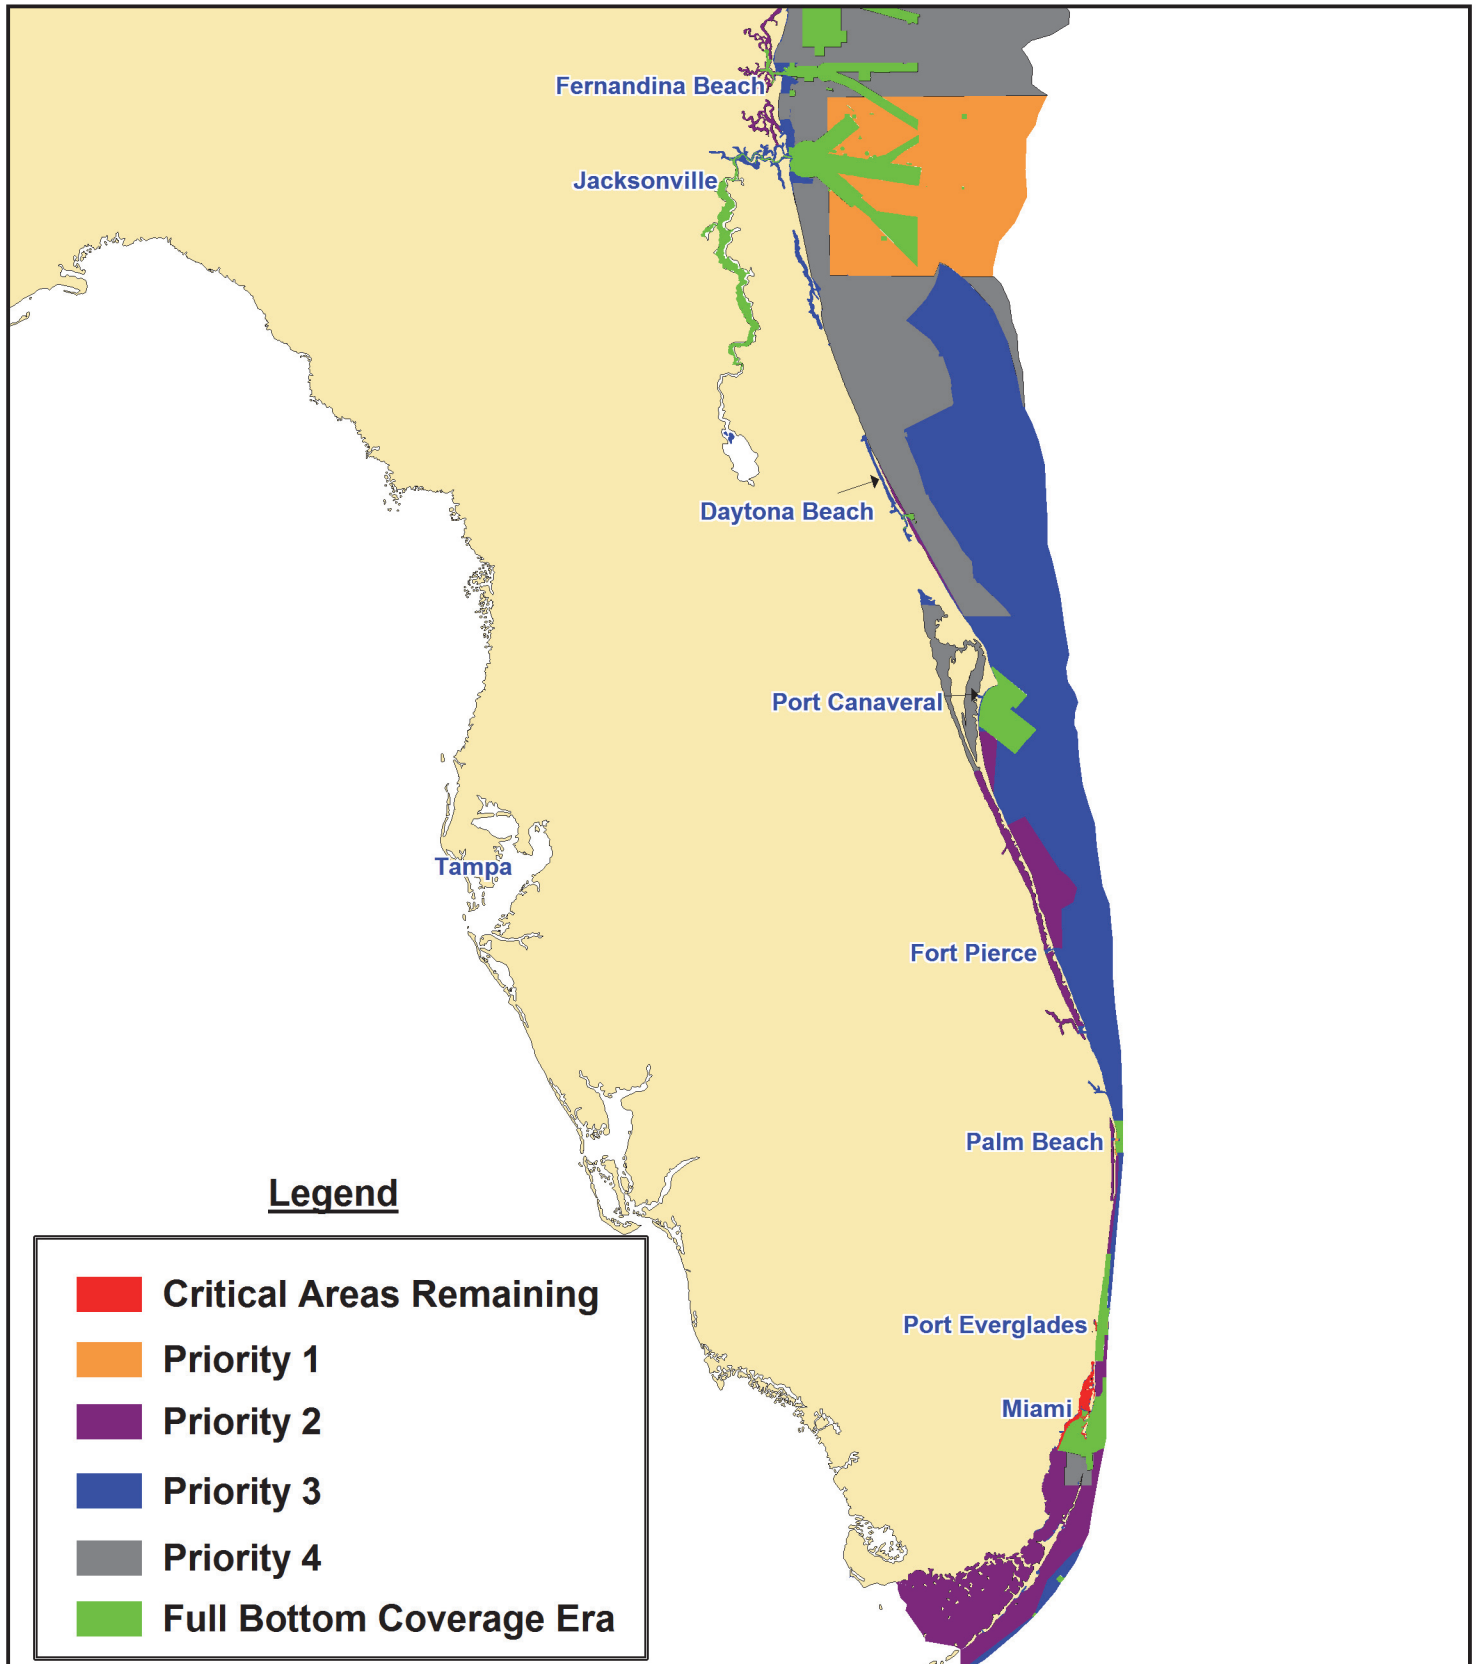 Fernandina Beach
Jacksonville
Daytona Beach
Port Canaveral
Tampa
Fort Pierce
Palm Beach
Port Everglades
Miami
Legend
Critical Areas Remaining
Priority 1
Priority 2
Priority 3
Priority 4
Full Bottom Coverage Era